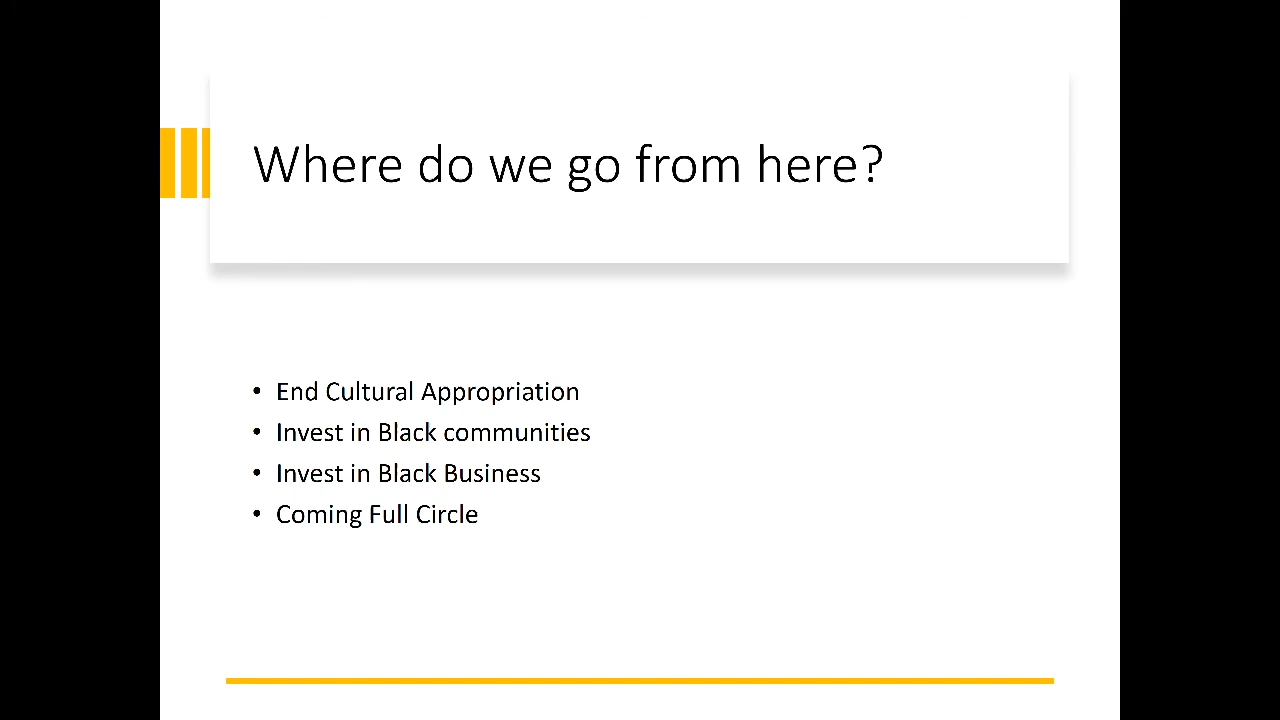 Where do we go from here?
• End Cultural Appropriation
• Invest in Black communities
• Invest in Black Business
• Coming Full Circle